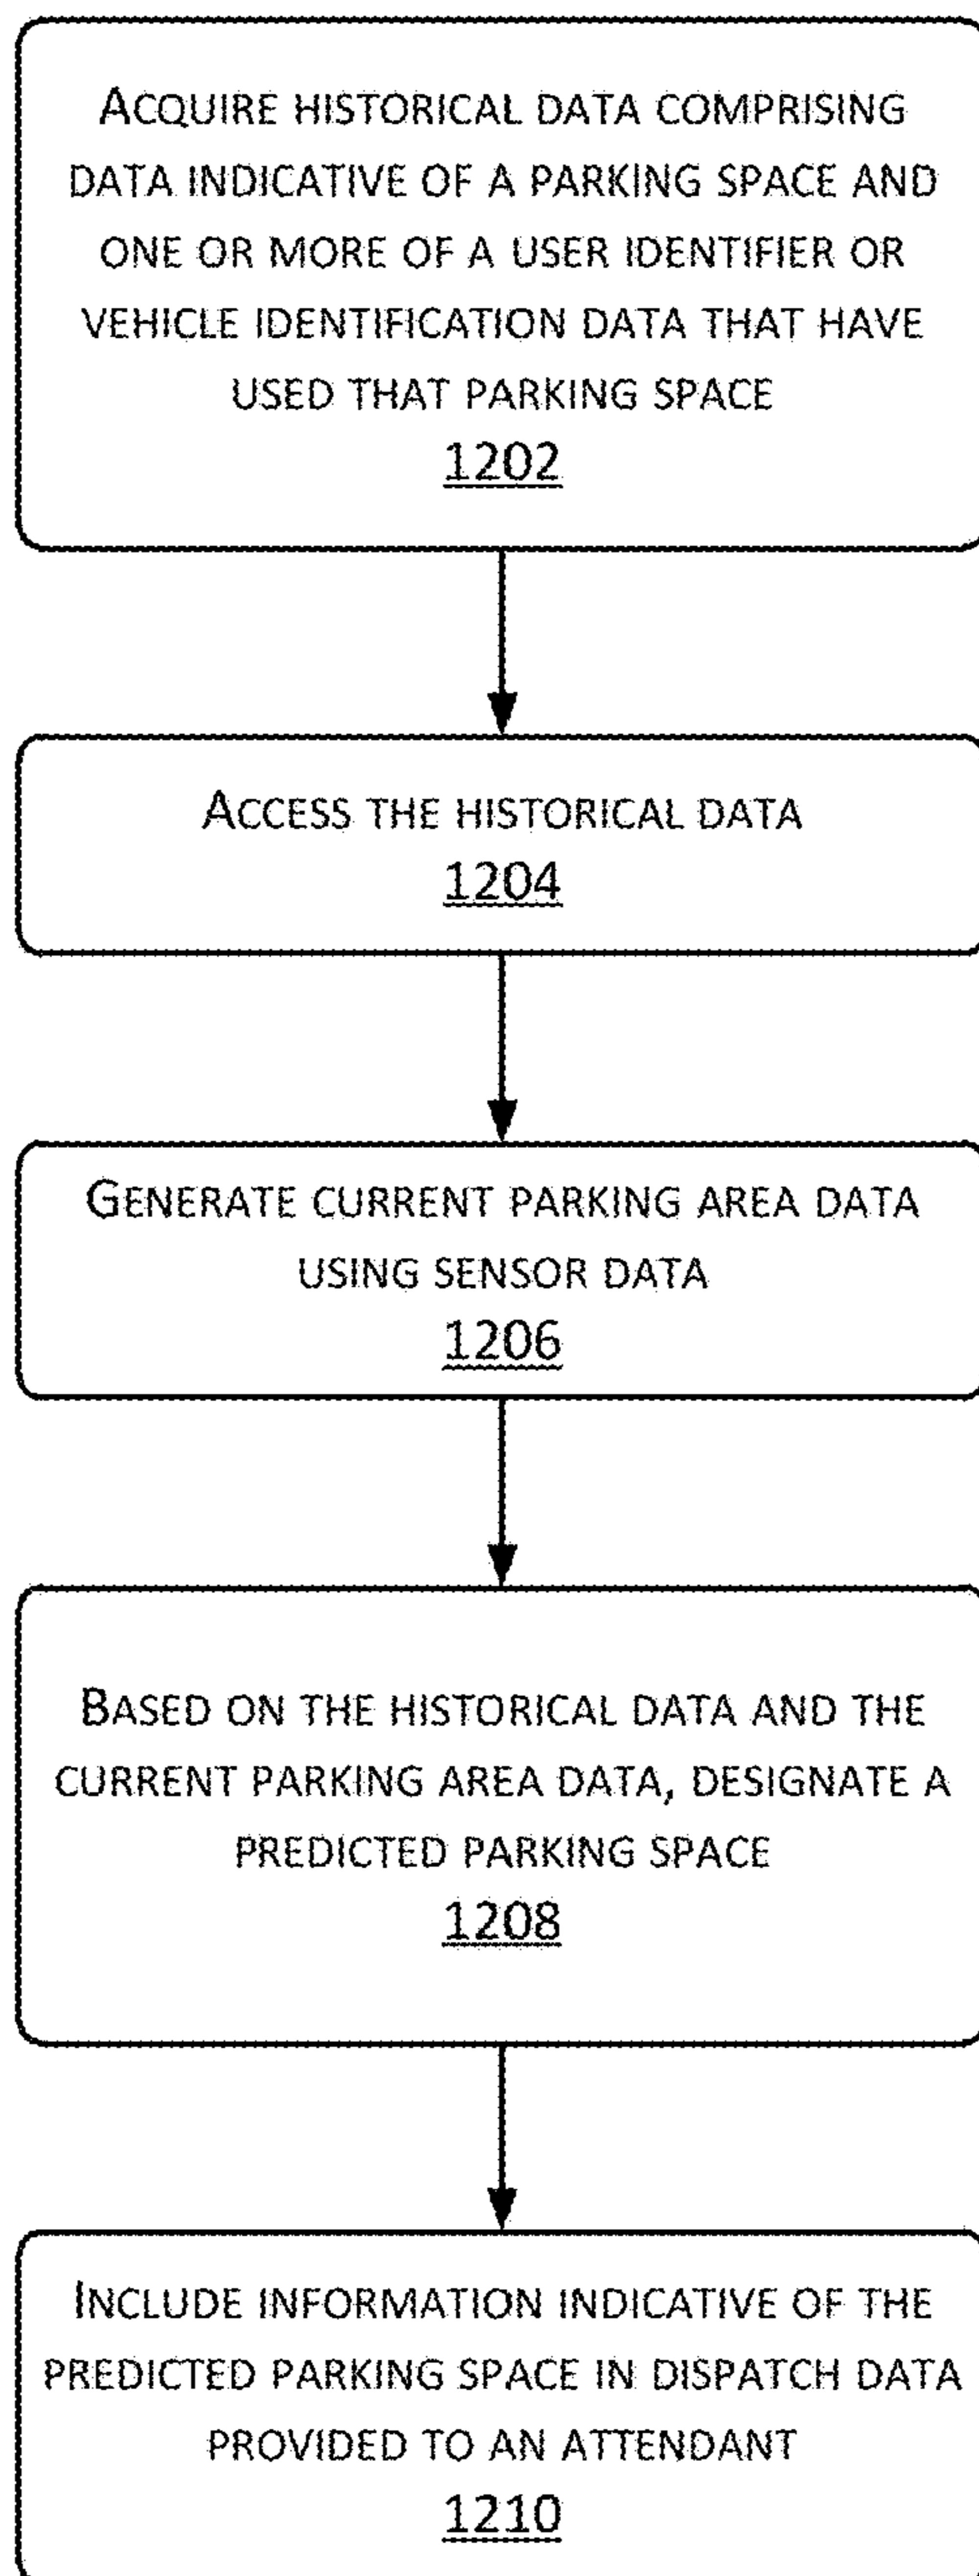 ACQUIRE HISTORICAL DATA COMPRISING
DATA INDICATIVE OF A PARKING SPACE AND
ONE OR MORE OF A USER IDENTIFIER OR
VEHICLE IDENTIFICATION DATA THAT HAVE
USED THAT PARKING SPACE
1202
ACCESS THE HISTORICAL DATA
1204
GENERATE CURRENT PARKING AREA DATA
USING SENSOR DATA
1206
BASED ON THE HISTORICAL DATA AND THE
CURRENT PARKING AREA DATA, DESIGNATE A
PREDICTED PARKING SPACE
1208
INCLUDE INFORMATION INDICATIVE OF THE
PREDICTED PARKING SPACE IN DISPATCH DATA
PROVIDED TO AN ATTENDANT
1210